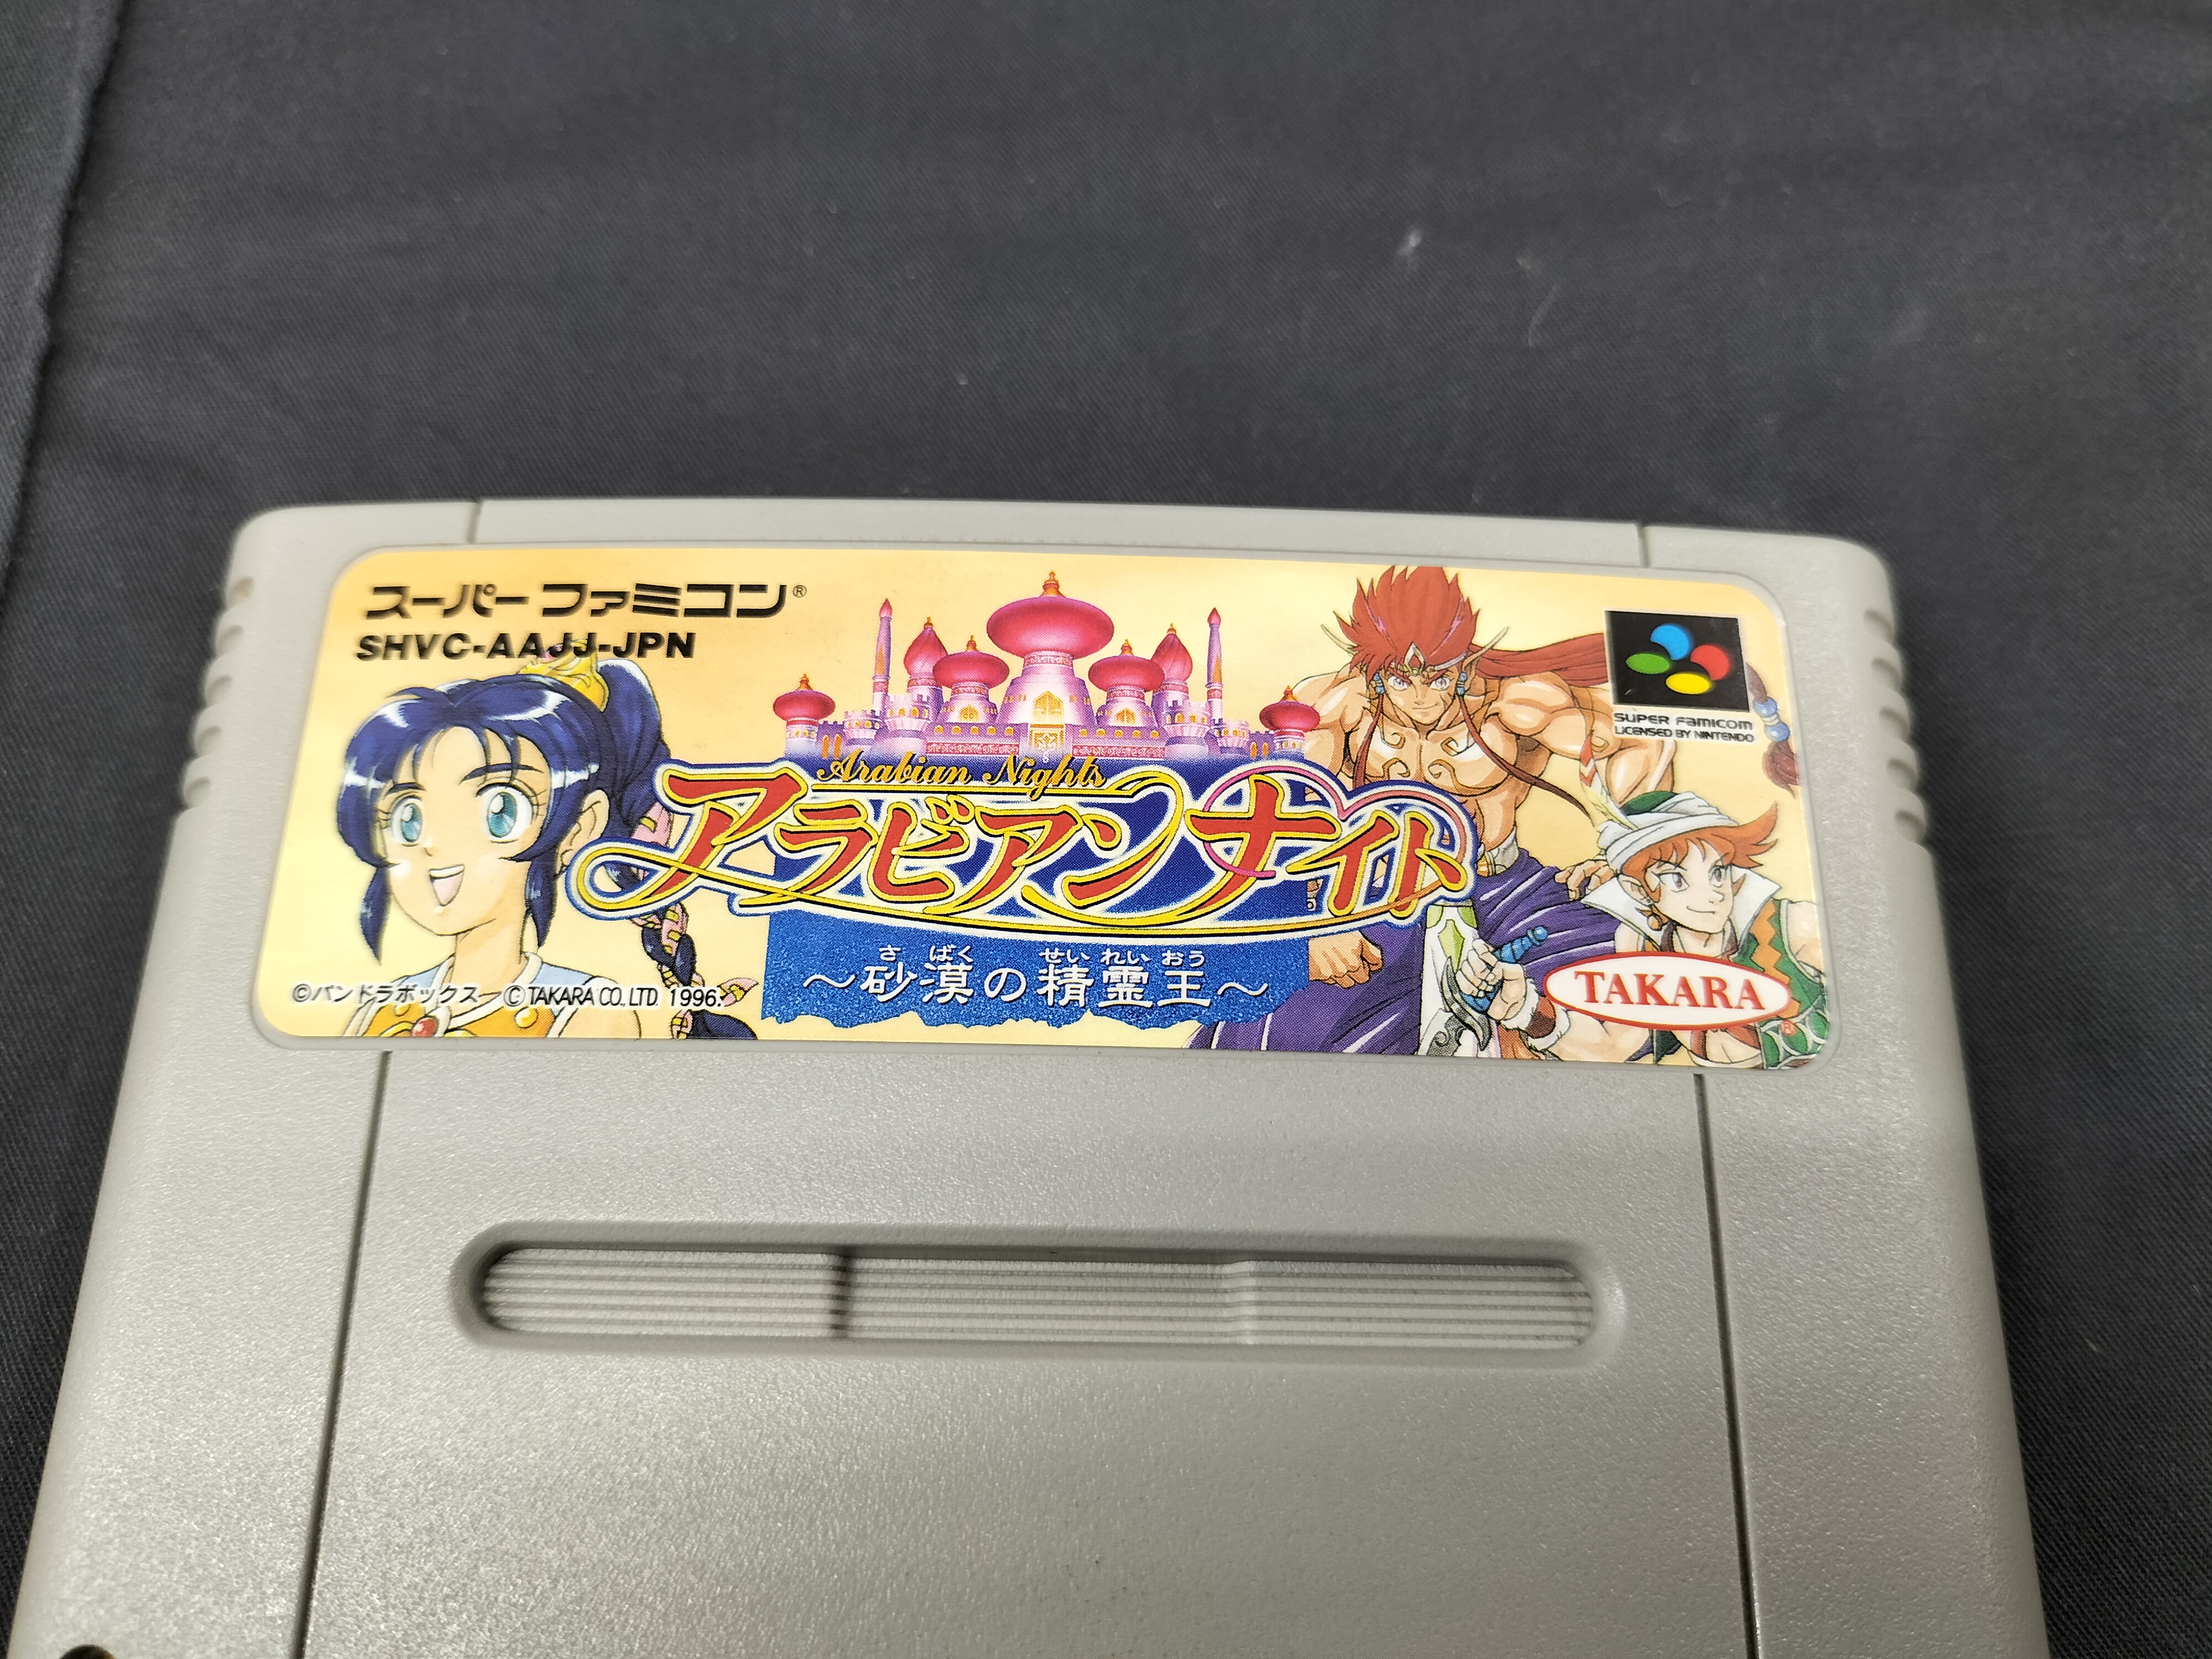 スーパーファミコン®
SHVC-AAJJ-JPN
SUPER FAMICOM
LICENSED BY NINTENDO
Arabian Nights
アラビアンナイト
さばく せいれいおう
〜砂漠の精霊王〜
©パンドラボックス ©TAKARA CO.LTD 1996.
TAKARA